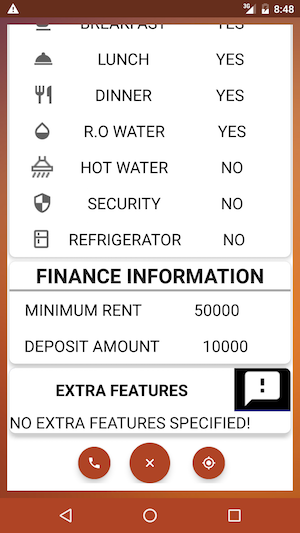 3G 8:48
BREAKFAST YES
LUNCH YES
DINNER YES
R.O WATER YES
HOT WATER NO
SECURITY NO
REFRIGERATOR NO
FINANCE INFORMATION
MINIMUM RENT 50000
DEPOSIT AMOUNT 10000
EXTRA FEATURES
NO EXTRA FEATURES SPECIFIED!